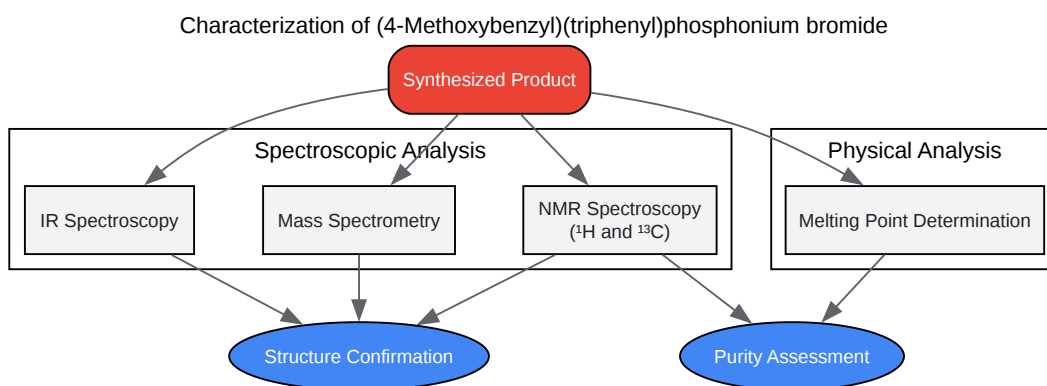 Characterization of (4-Methoxybenzyl)(triphenyl)phosphonium bromide
Synthesized Product
Spectroscopic Analysis
Physical Analysis
IR Spectroscopy
Mass Spectrometry
NMR Spectroscopy
(¹H and ¹³C)
Melting Point Determination
Structure Confirmation
Purity Assessment